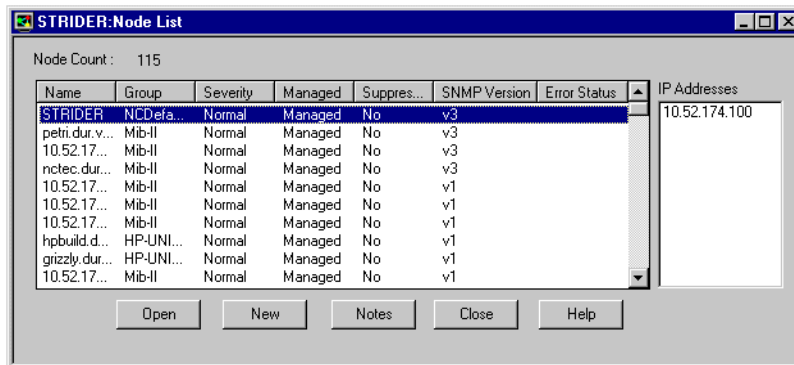 STRIDER:Node List
Node Count : 115
Name Group Severity Managed Suppres... SNMP Version Error Status IP Addresses
STRIDER NCDefa... Normal Managed No v3 10.52.174.100
petri.dur.v... Mib-II Normal Managed No v3
10.52.17... Mib-II Normal Managed No v3
nctec.dur... Mib-II Normal Managed No v3
10.52.17... Mib-II Normal Managed No v1
10.52.17... Mib-II Normal Managed No v1
10.52.17... Mib-II Normal Managed No v1
hpbuild.d... HP-UNI... Normal Managed No v1
grizzly.dur... HP-UNI... Normal Managed No v1
10.52.17... Mib-II Normal Managed No v1
Open New Notes Close Help